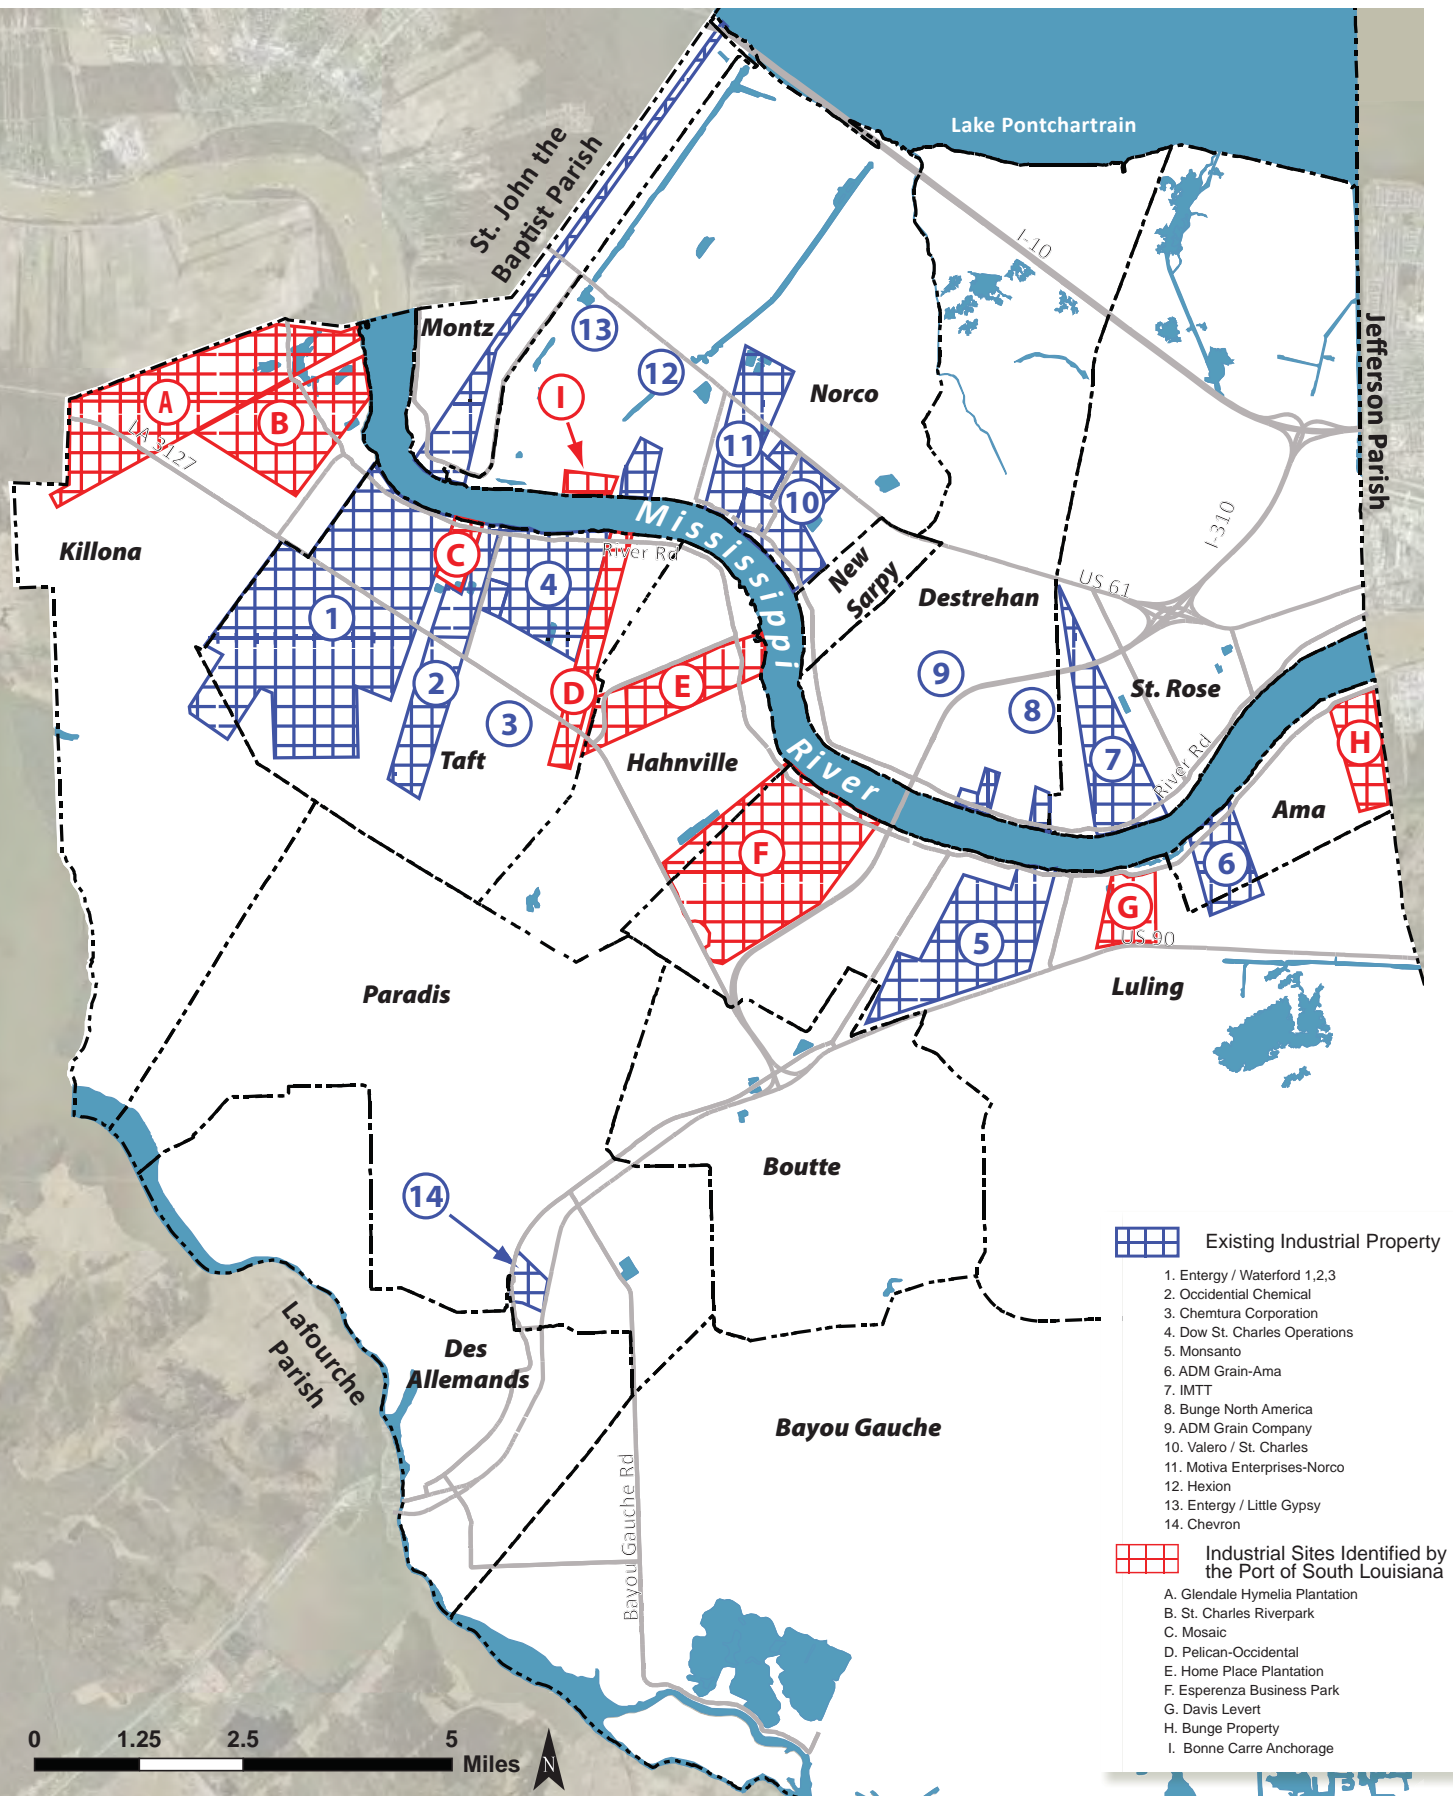 Lake Pontchartrain
St. John the
Baptist Parish
I-10
Montz
13
12
I
Norco
Jefferson Parish
A
B
LA 3127
11
10
I-310
Killona
Mississippi
River Rd
C
4
New
Sarpy
US 61
Destrehan
1
2
3
D
E
9
8
St. Rose
Taft
Hahnville
River
7
River Rd
H
Ama
F
6
G
5
US 90
Luling
Paradis
Boutte
14
Lafourche
Parish
Des
Allemands
Bayou Gauche
Bayou Gauche Rd
Existing Industrial Property
1. Entergy / Waterford 1,2,3
2. Occidential Chemical
3. Chemtura Corporation
4. Dow St. Charles Operations
5. Monsanto
6. ADM Grain-Ama
7. IMTT
8. Bunge North America
9. ADM Grain Company
10. Valero / St. Charles
11. Motiva Enterprises-Norco
12. Hexion
13. Entergy / Little Gypsy
14. Chevron
Industrial Sites Identified by
the Port of South Louisiana
A. Glendale Hymelia Plantation
B. St. Charles Riverpark
C. Mosaic
D. Pelican-Occidental
E. Home Place Plantation
F. Esperenza Business Park
G. Davis Levert
H. Bunge Property
I. Bonne Carre Anchorage
0 1.25 2.5 5
Miles
N